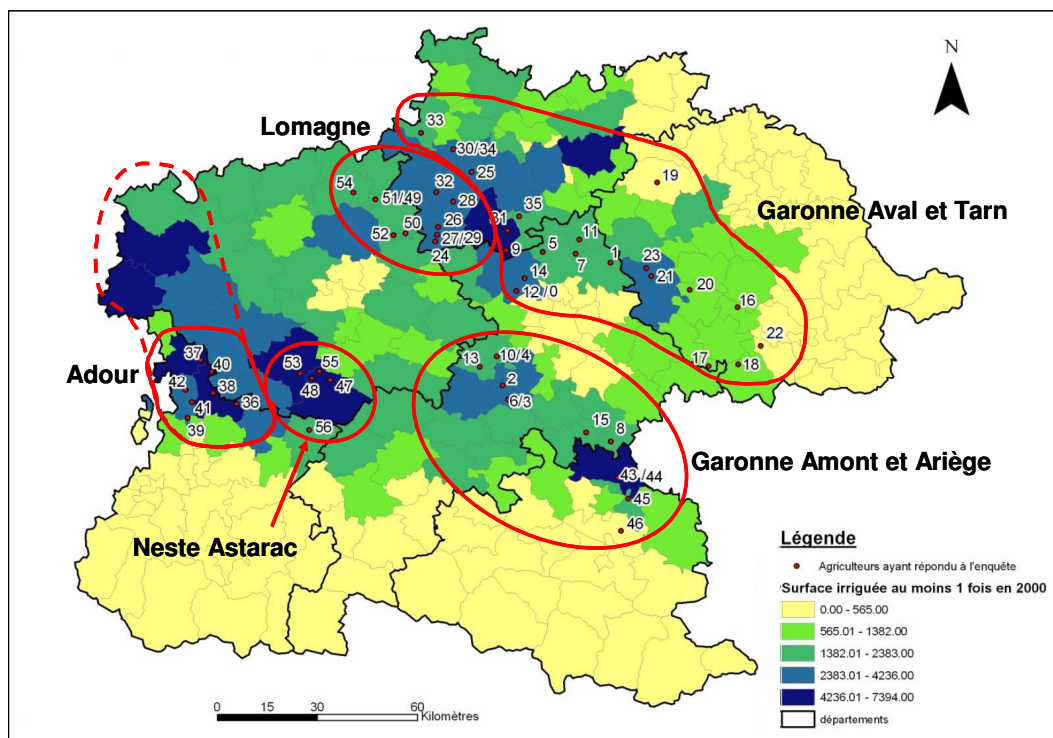 N
Lomagne
33
30/34
25
54
32
51/49
28
19
Garonne Aval et Tarn
26
35
31
50
52
27/29
24
9
5
11
7
1
23
21
14
12 /0
20
16
22
37
40
Adour
42
38
41
36
39
53
55
48
47
56
13
10/4
2
6/3
17
18
15
8
Garonne Amont et Ariège
43 /44
45
46
Neste Astarac
Légende
Agriculteurs ayant répondu à l'enquête
Surface irriguée au moins 1 fois en 2000
0.00 - 565.00
565.01 - 1382.00
1382.01 - 2383.00
2383.01 - 4236.00
4236.01 - 7394.00
départements
0 15 30 60
Kilomètres